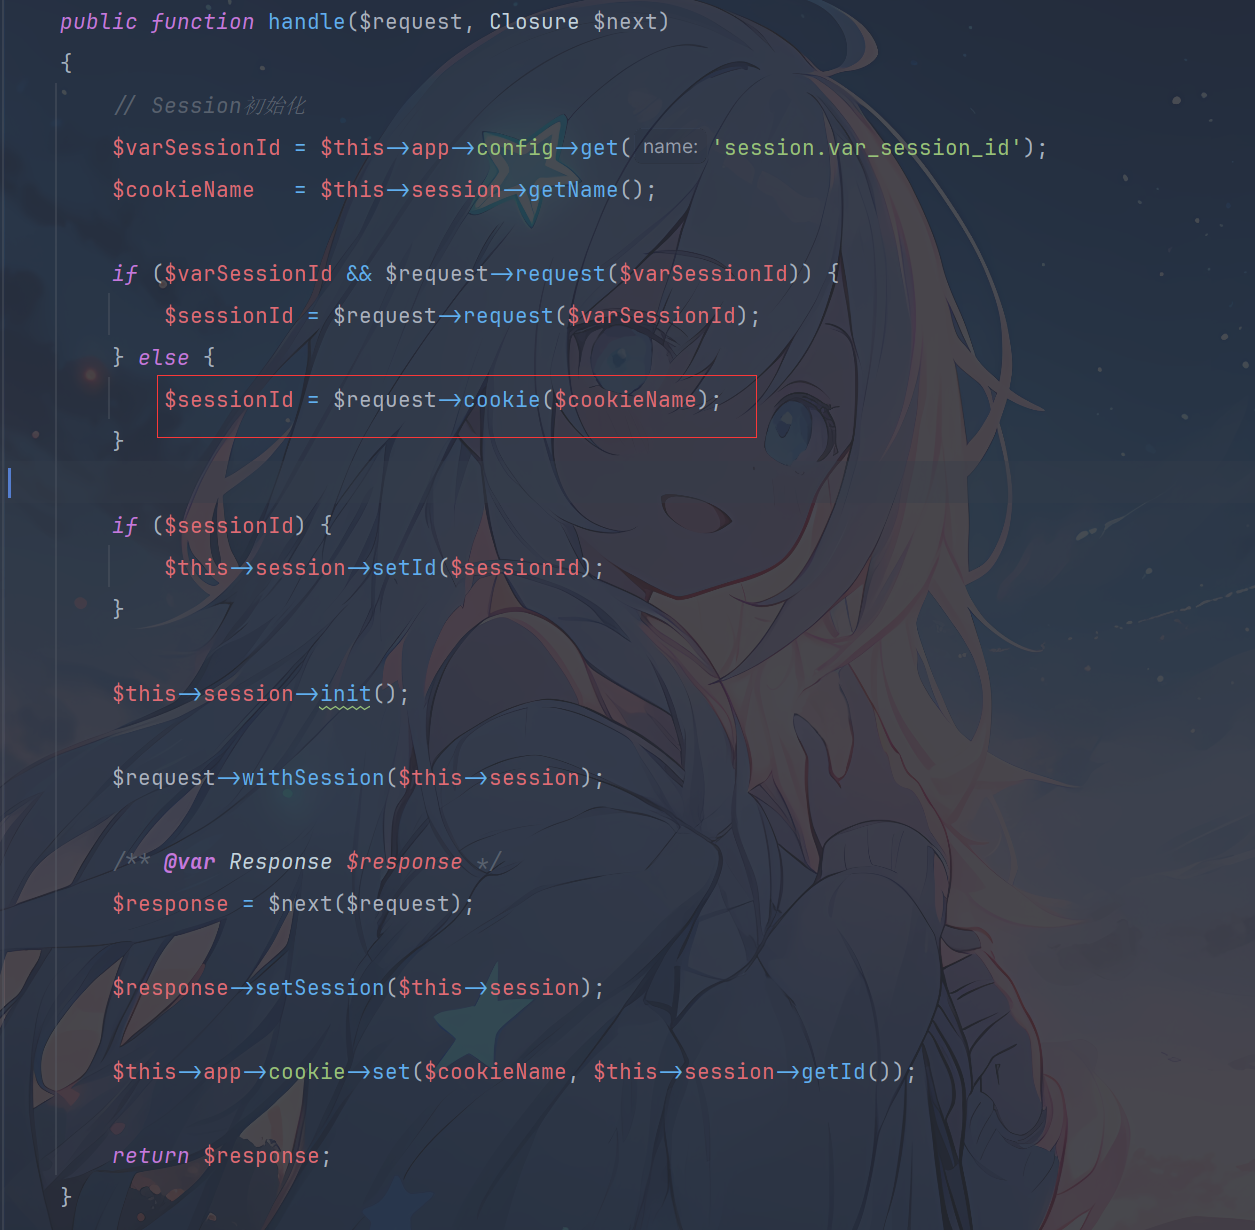 public function handle($request, Closure $next)
{
// Session初始化
$varSessionId = $this->app->config->get( name: 'session.var_session_id');
$cookieName   = $this->session->getName();
if ($varSessionId && $request->request($varSessionId)) {
$sessionId = $request->request($varSessionId);
} else {
$sessionId = $request->cookie($cookieName);
}
if ($sessionId) {
$this->session->setId($sessionId);
}
$this->session->init();
$request->withSession($this->session);
/** @var Response $response */
$response = $next($request);
$response->setSession($this->session);
$this->app->cookie->set($cookieName, $this->session->getId());
return $response;
}